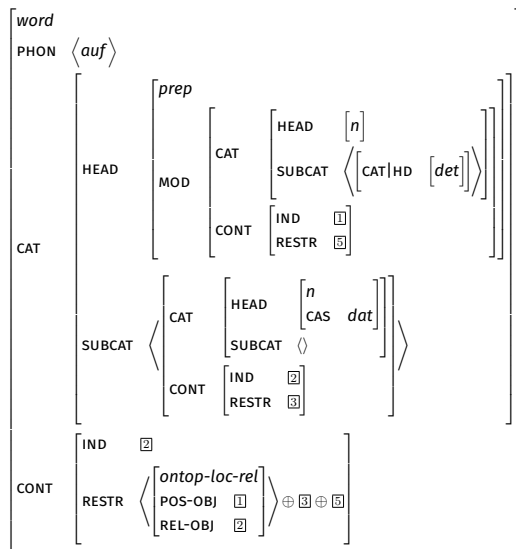 word
PHON ⟨auf⟩
prep
CAT HEAD [n]
SUBCAT ⟨[CAT|HD [det]]⟩
HEAD MOD
CONT IND 1
RESTR 5
CAT
CAT HEAD n
CAS dat
SUBCAT ⟨⟩
SUBCAT
CONT IND 2
RESTR 3
IND 2
CONT RESTR ⟨ontop-loc-rel
POS-OBJ 1
REL-OBJ 2⟩ ⊕ 3 ⊕ 5